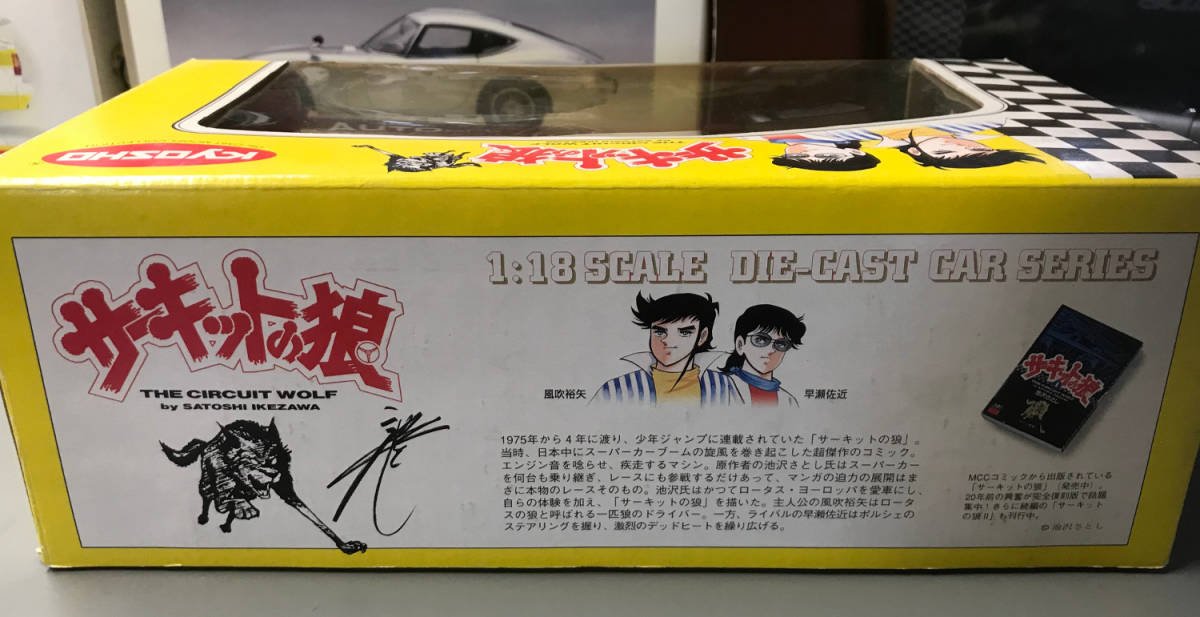 KYOSHO
サーキットの狼
THE CIRCUIT WOLF
サーキットの狼
THE CIRCUIT WOLF
by SATOSHI IKEZAWA
1:18 SCALE DIE-CAST CAR SERIES
風吹裕矢
早瀬佐近
1975年から4年に渡り、少年ジャンプに連載されていた「サーキットの狼」。
当時、日本中にスーパーカーブームの旋風を巻き起こした超傑作のコミック。
エンジン音を唸らせ、疾走するマシン。原作者の池沢さとし氏はスーパーカー
を何台も乗り継ぎ、レースにも参戦するだけあって、マンガの迫力の展開はま
さに本物のレースそのもの。池沢氏はかつてロータス・ヨーロッパを愛車にし、
自らの体験を加え、「サーキットの狼」を描いた。主人公の風吹裕矢はロータ
スの狼と呼ばれる一匹狼のドライバー。一方、ライバルの早瀬佐近はポルシェの
ステアリングを握り、激烈のデッドヒートを繰り広げる。
サーキットの狼
MCCコミックから出版されている
「サーキットの狼」（発売中）。
20年前の興奮が完全復刻版で話題
集中！さらに続編の「サーキット
の狼II」も刊行中。
©池沢さとし